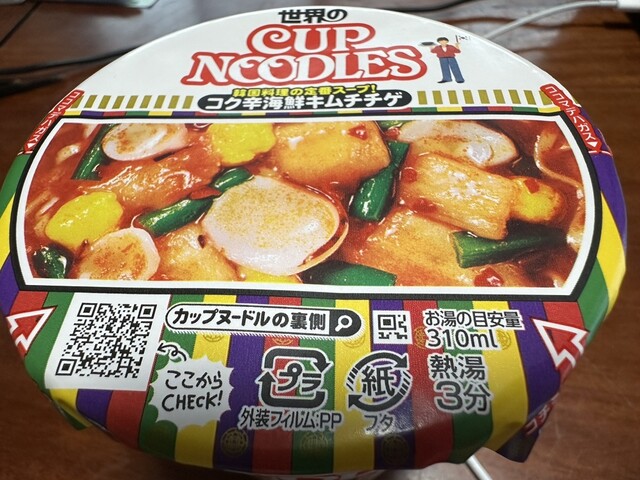 世界の
CUP
NOODLES
韓国料理の定番スープ!
コク辛海鮮キムチチゲ
カップヌードルの裏側
お湯の目安量
310mL
熱湯
3分
ここから
CHECK!
プラ
外装フィルム:PP
紙
フタ